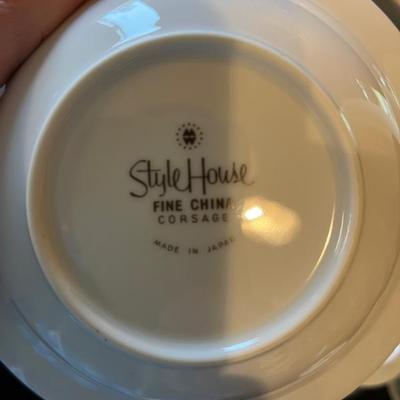 Style House
FINE CHINA
CORSAGE
MADE IN JAPAN